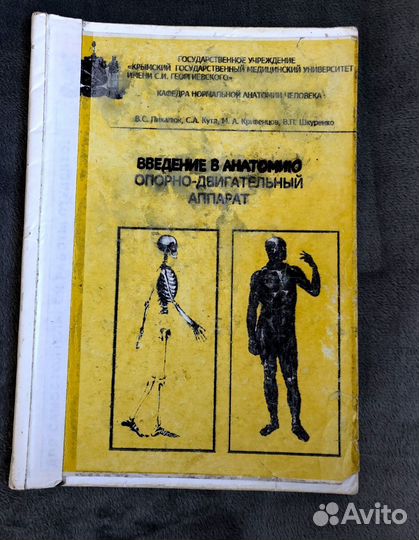 ГОСУДАРСТВЕННОЕ УЧРЕЖДЕНИЕ
«КРЫМСКИЙ ГОСУДАРСТВЕННЫЙ МЕДИЦИНСКИЙ УНИВЕРСИТЕТ
ИМЕНИ С.И. ГЕОРГИЕВСКОГО»
КАФЕДРА НОРМАЛЬНОЙ АНАТОМИИ ЧЕЛОВЕКА
В.С. Пикалюк, С.А. Кутя, М. А. Кривенцов, В.П. Шкуренко
ВВЕДЕНИЕ В АНАТОМИЮ
ОПОРНО-ДВИГАТЕЛЬНЫЙ
АППАРАТ
Avito